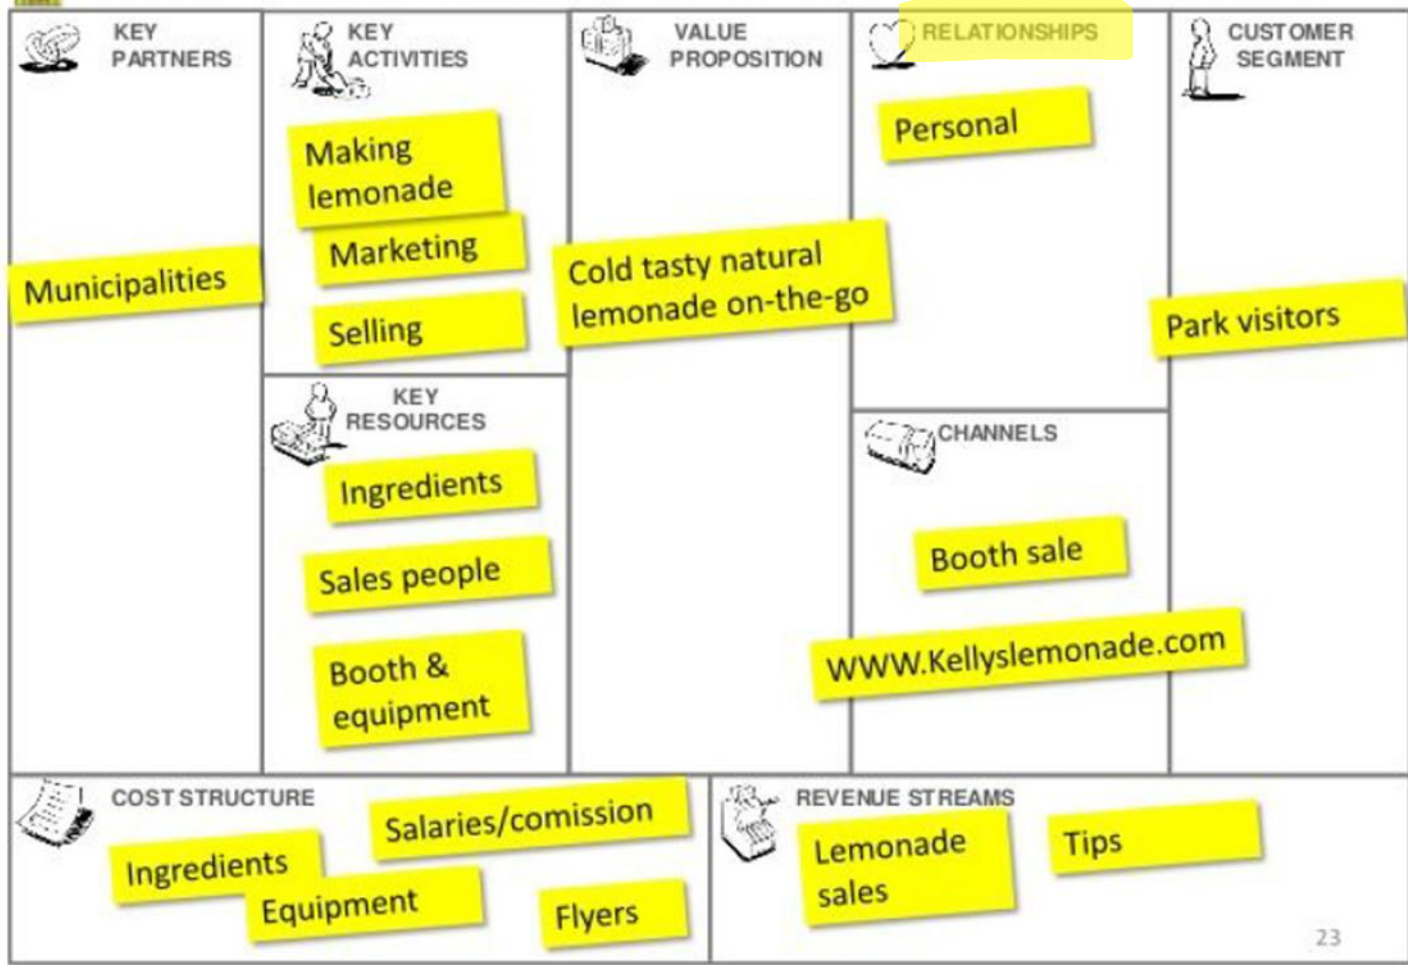 KEY
PARTNERS
Municipalities
KEY
ACTIVITIES
Making
lemonade
Marketing
Selling
KEY
RESOURCES
Ingredients
Sales people
Booth &
equipment
VALUE
PROPOSITION
Cold tasty natural
lemonade on-the-go
RELATIONSHIPS
Personal
CHANNELS
Booth sale
WWW.Kellyslemonade.com
CUSTOMER
SEGMENT
Park visitors
COST STRUCTURE
Salaries/comission
Ingredients
Equipment
Flyers
REVENUE STREAMS
Lemonade
sales
Tips
23